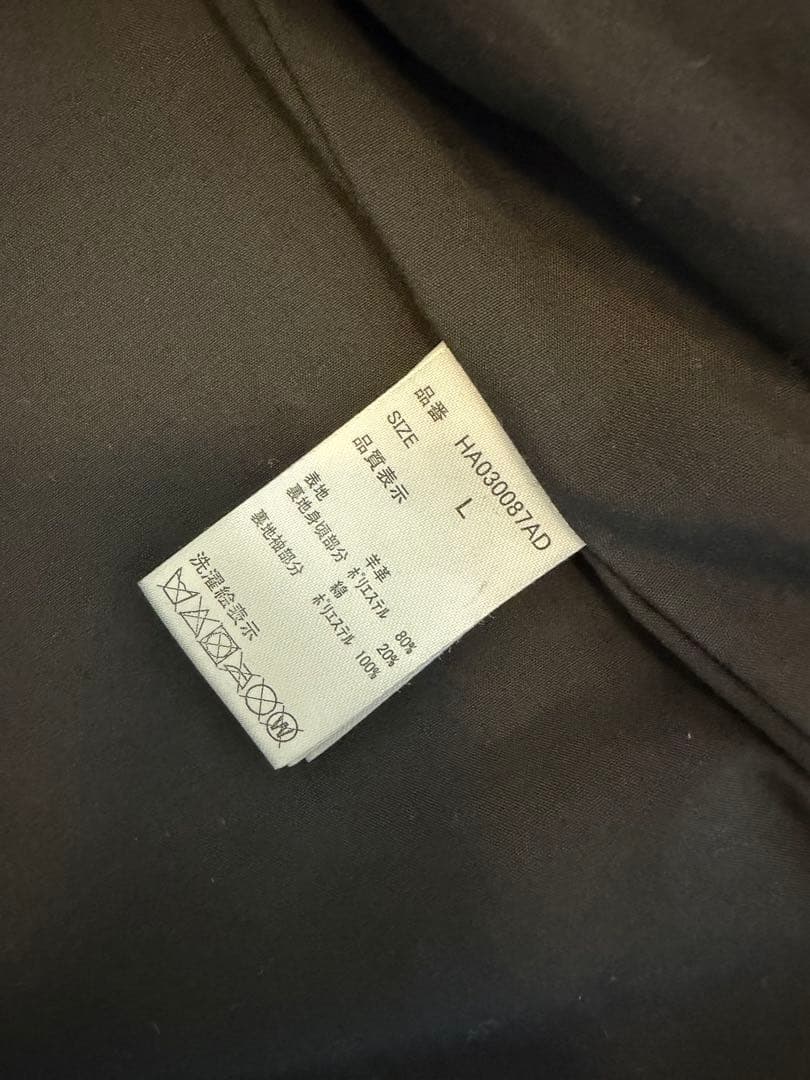 品番 HA030087AD
SIZE L
品質表示
表地 羊革
裏地身頃部分 ポリエステル 80%
綿 20%
裏地袖部分 ポリエステル 100%
洗濯絵表示
W